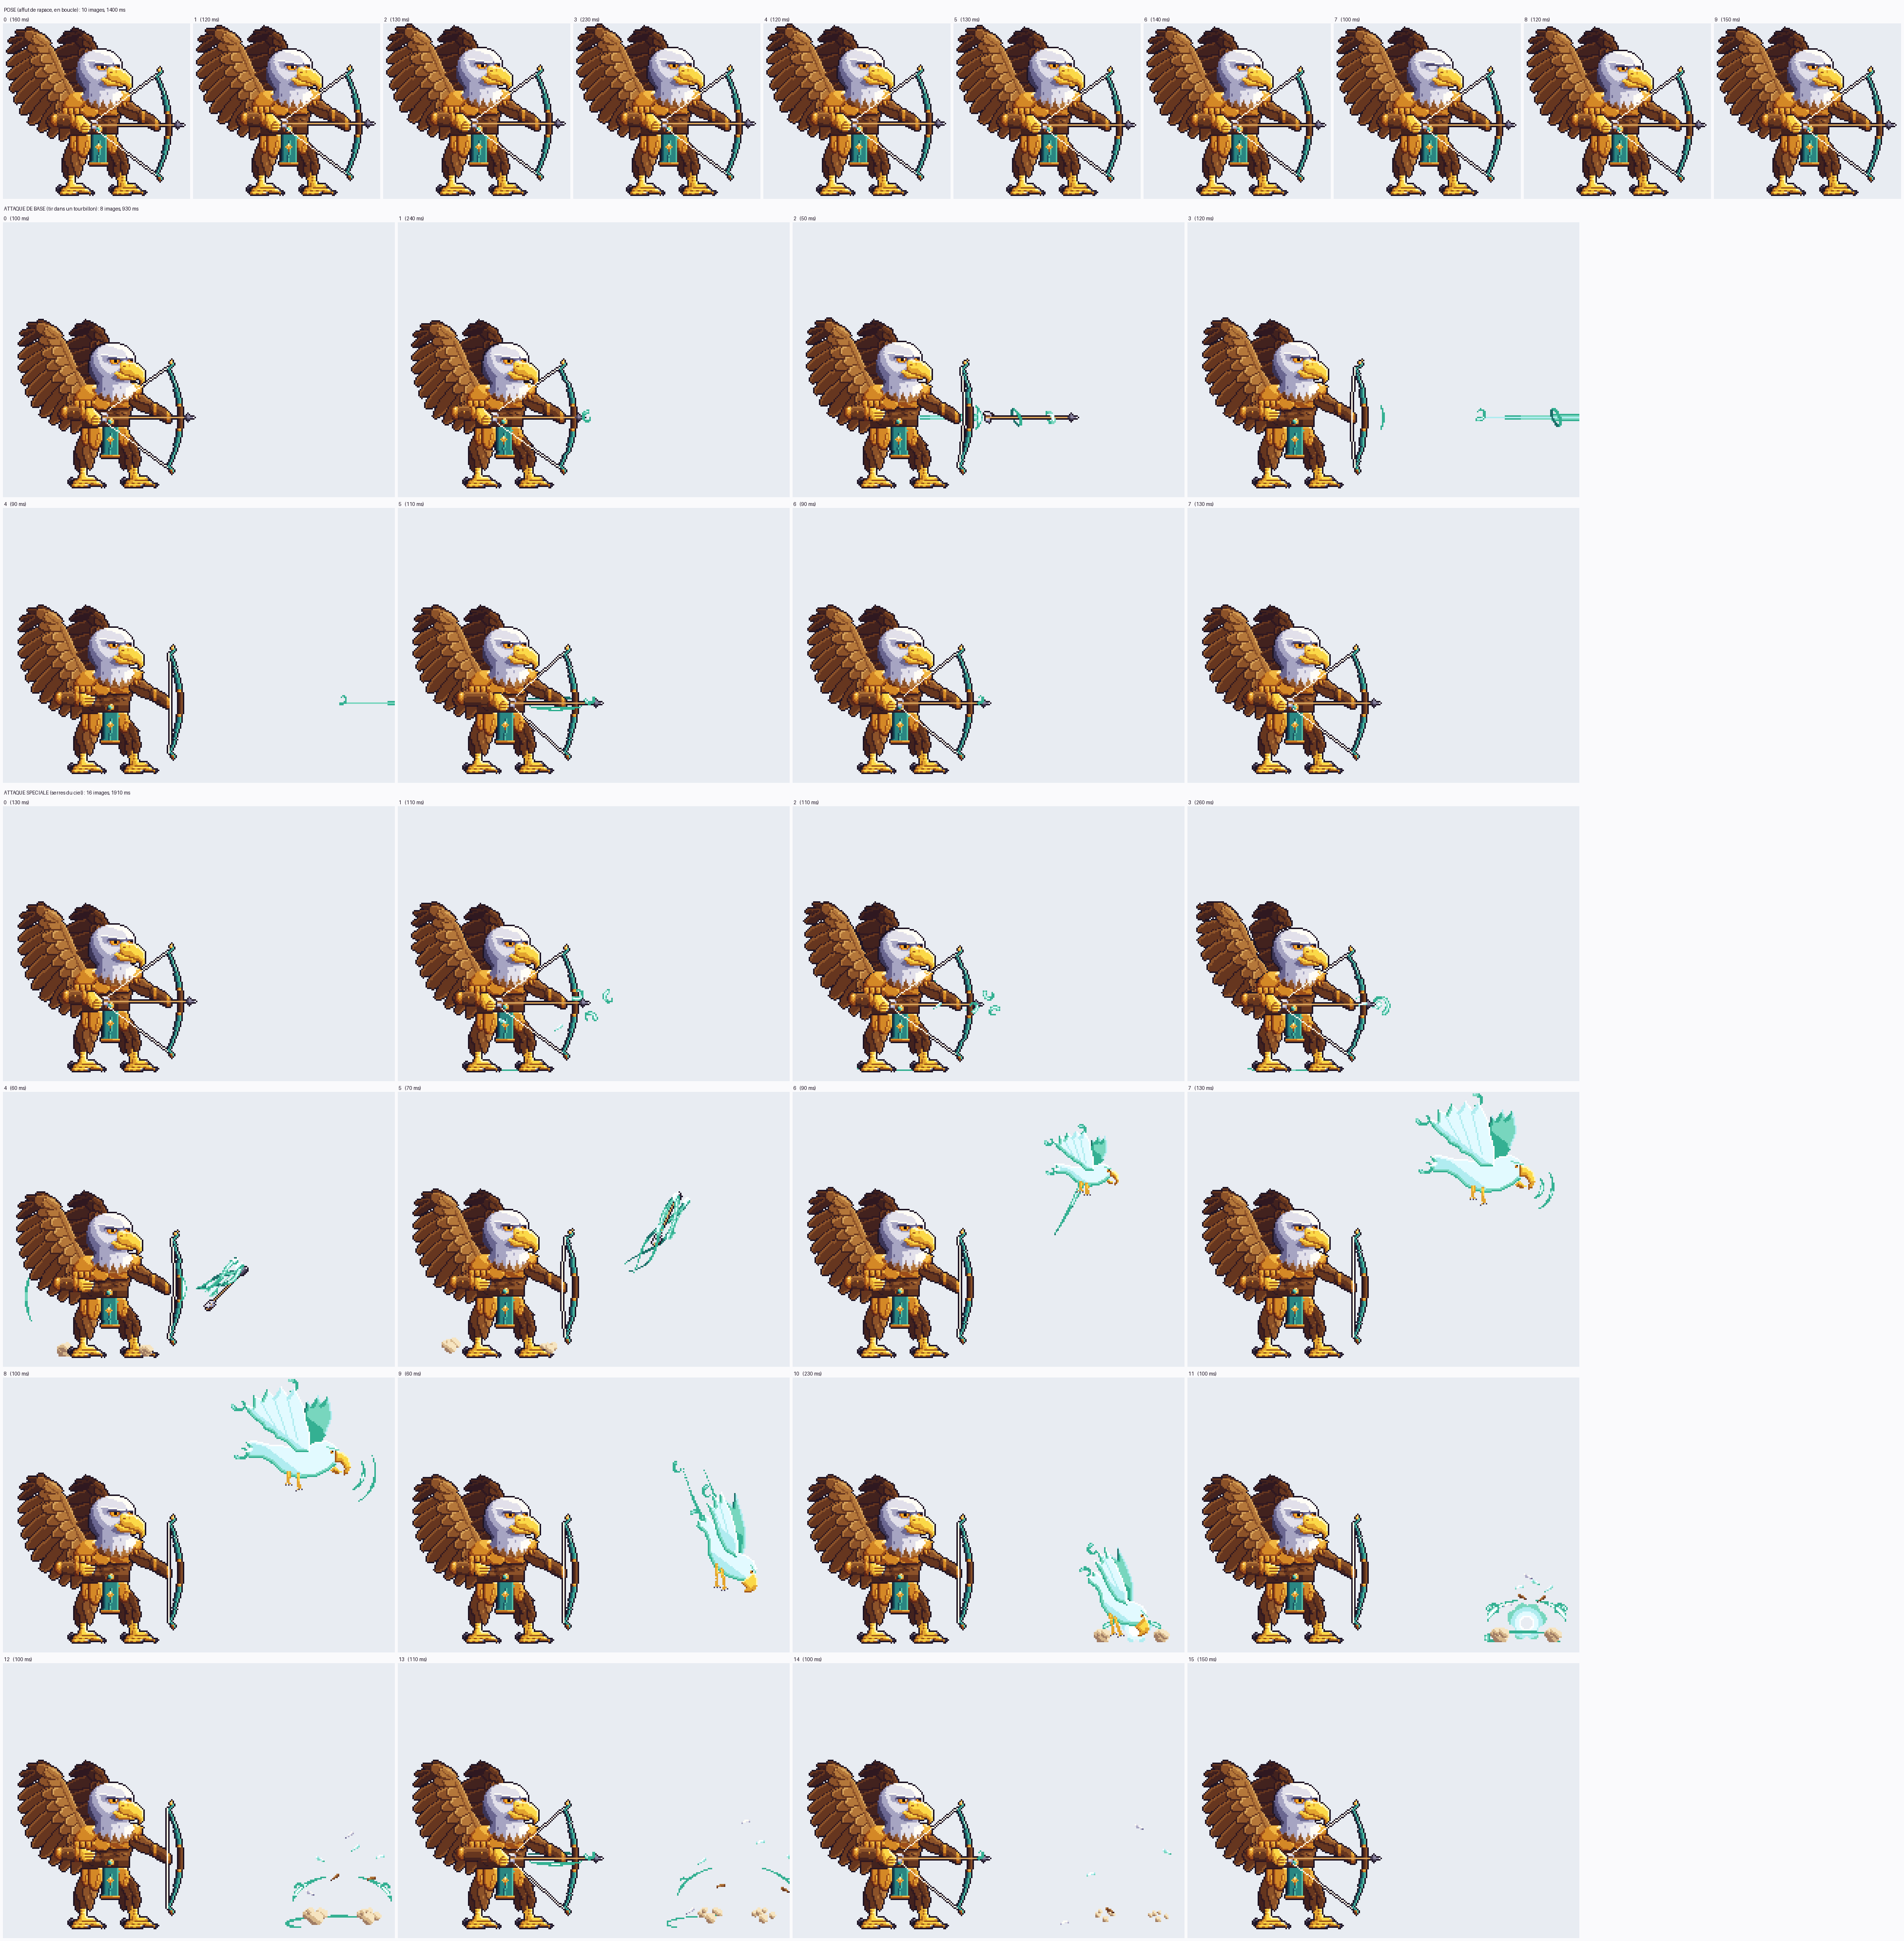 POSE (affut de rapace, en boucle) : 10 images, 1400 ms
0 (160 ms) 1 (120 ms) 2 (130 ms) 3 (230 ms) 4 (120 ms) 5 (130 ms) 6 (140 ms) 7 (100 ms) 8 (120 ms) 9 (150 ms)
ATTAQUE DE BASE (tir dans un tourbillon) : 8 images, 930 ms
0 (100 ms) 1 (240 ms) 2 (50 ms) 3 (120 ms)
4 (90 ms) 5 (110 ms) 6 (90 ms) 7 (130 ms)
ATTAQUE SPECIALE (serres du ciel) : 16 images, 1910 ms
0 (130 ms) 1 (110 ms) 2 (110 ms) 3 (260 ms)
4 (60 ms) 5 (70 ms) 6 (90 ms) 7 (130 ms)
8 (100 ms) 9 (60 ms) 10 (230 ms) 11 (100 ms)
12 (100 ms) 13 (110 ms) 14 (100 ms) 15 (150 ms)